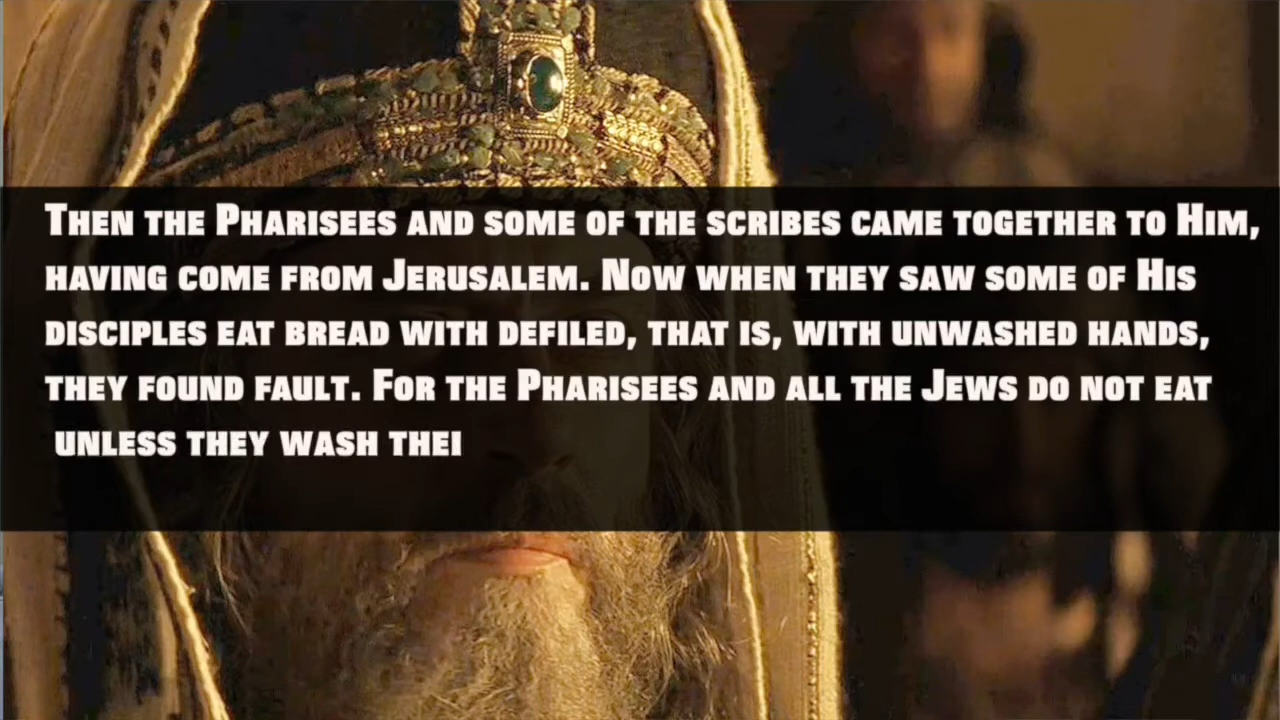 Then the Pharisees and some of the scribes came together to Him,
having come from Jerusalem. Now when they saw some of His
disciples eat bread with defiled, that is, with unwashed hands,
they found fault. For the Pharisees and all the Jews do not eat
unless they wash thei